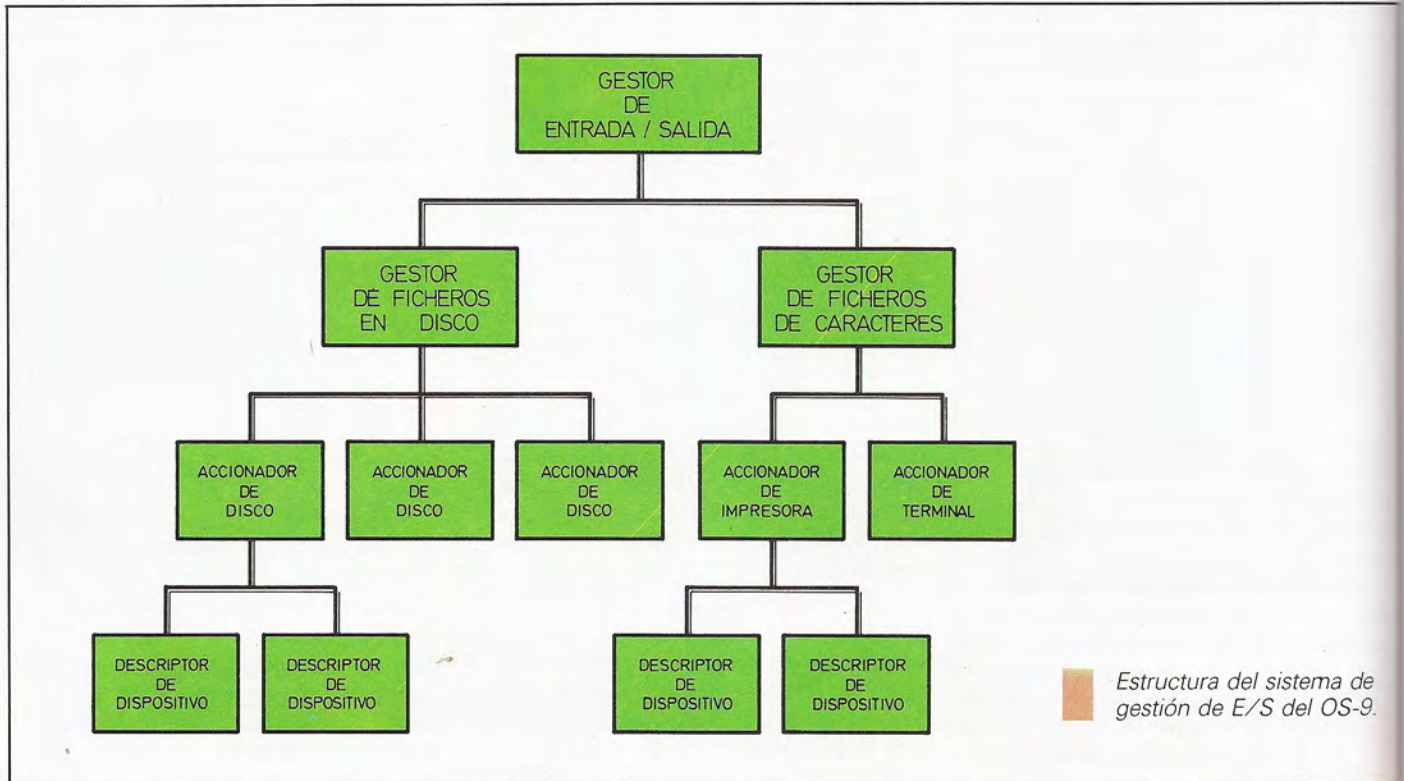 GESTOR
DE
ENTRADA / SALIDA
GESTOR
DE FICHEROS
EN DISCO
GESTOR
DE FICHEROS
DE CARACTERES
ACCIONADOR
DE
DISCO
ACCIONADOR
DE
DISCO
ACCIONADOR
DE
DISCO
ACCIONADOR
DE
IMPRESORA
ACCIONADOR
DE
TERMINAL
DESCRIPTOR
DE
DISPOSITIVO
DESCRIPTOR
DE
DISPOSITIVO
DESCRIPTOR
DE
DISPOSITIVO
DESCRIPTOR
DE
DISPOSITIVO
Estructura del sistema de
gestión de E/S del OS-9.